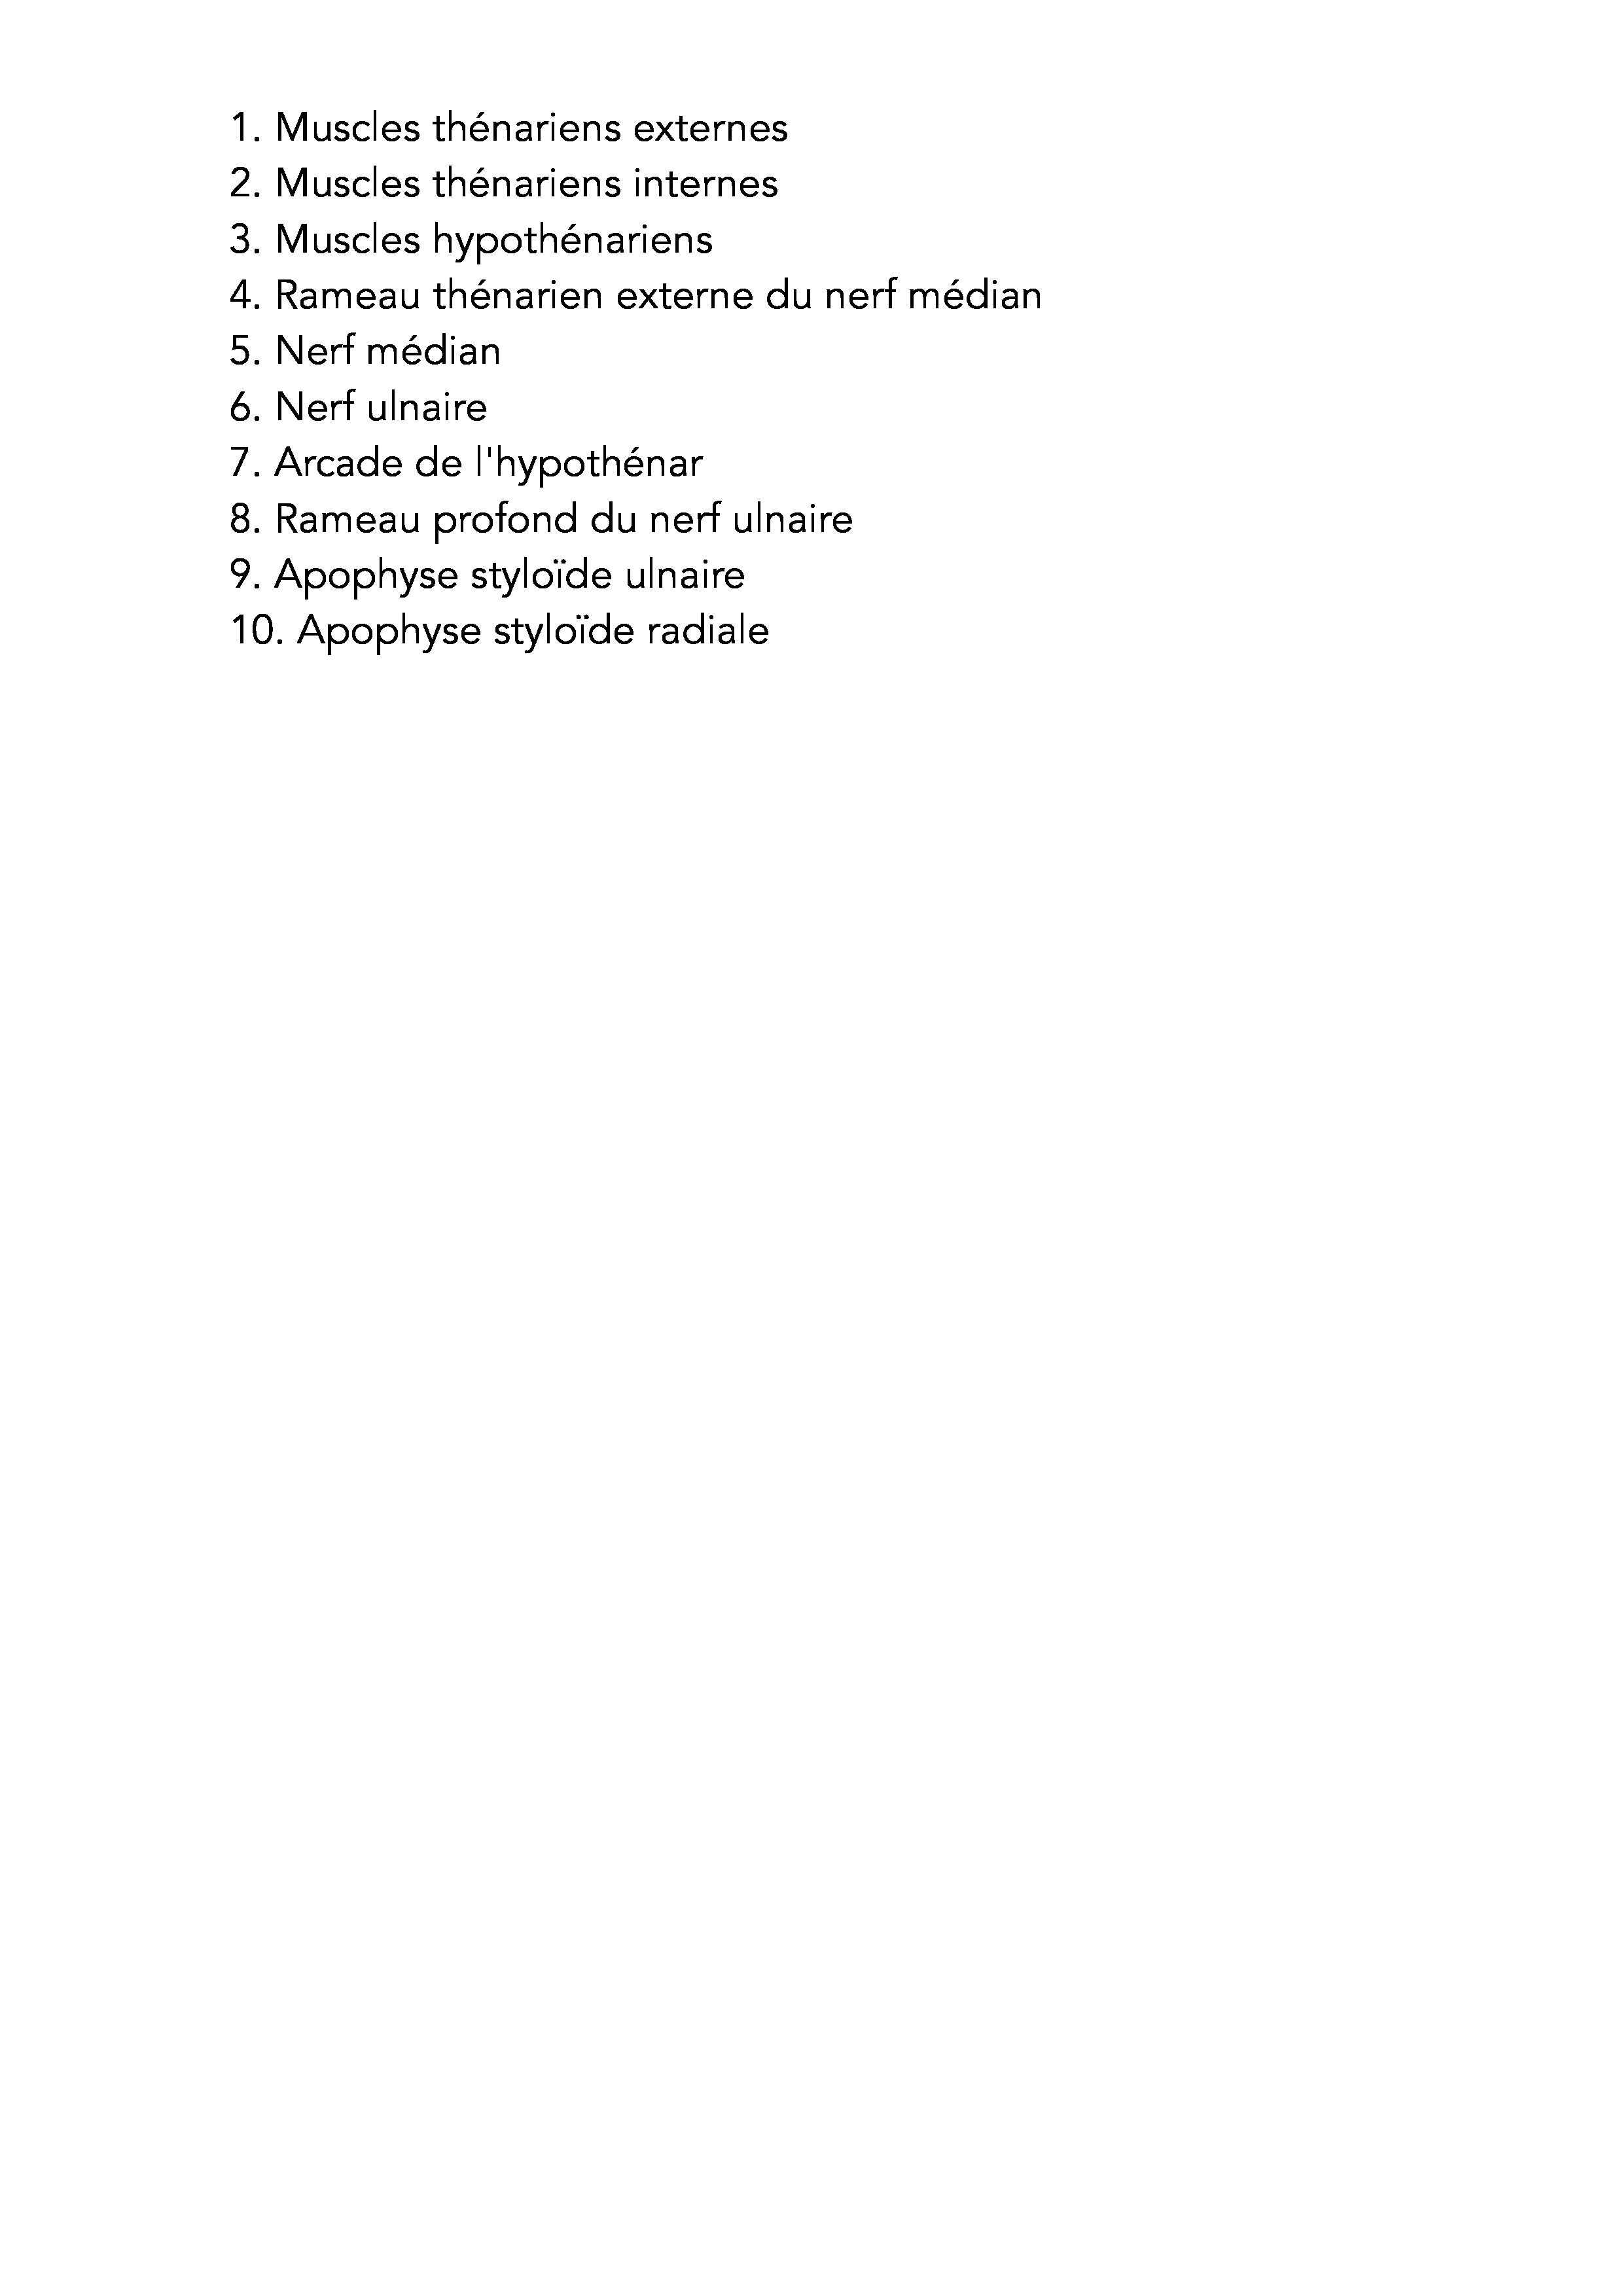 1. Muscles thénariens externes
2. Muscles thénariens internes
3. Muscles hypothénariens
4. Rameau thénarien externe du nerf médian
5. Nerf médian
6. Nerf ulnaire
7. Arcade de l'hypothénar
8. Rameau profond du nerf ulnaire
9. Apophyse styloïde ulnaire
10. Apophyse styloïde radiale